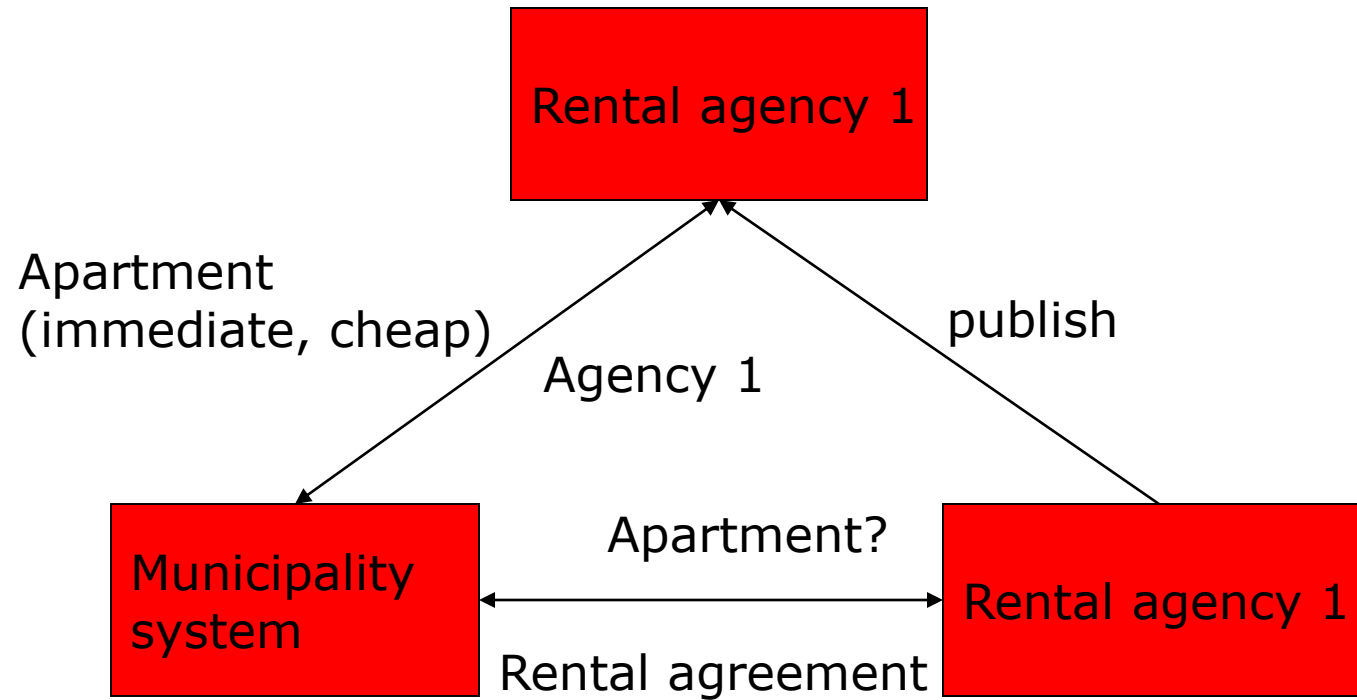 Rental agency 1
Apartment
(immediate, cheap)
publish
Agency 1
Apartment?
Municipality
system
Rental agency 1
Rental agreement